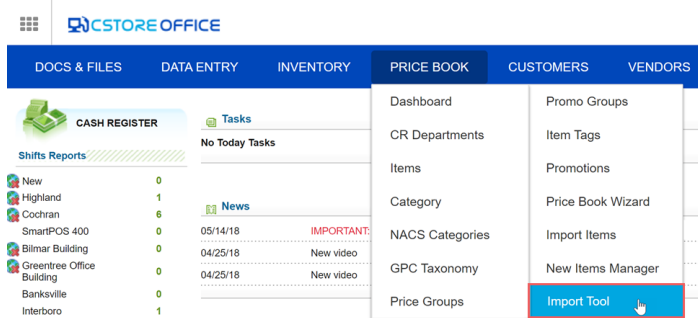 CSTORE OFFICE
DOCS & FILES DATA ENTRY INVENTORY PRICE BOOK CUSTOMERS VENDORS
CASH REGISTER
Shifts Reports
New 0
Highland 1
Cochran 6
SmartPOS 400 0
Bilmar Building 0
Greentree Office
Building 0
Banksville 0
Interboro 1
Tasks
No Today Tasks
News
05/14/18 IMPORTANT:
04/25/18 New video
04/25/18 New video
Dashboard
CR Departments
Items
Category
NACS Categories
GPC Taxonomy
Price Groups
Promo Groups
Item Tags
Promotions
Price Book Wizard
Import Items
New Items Manager
Import Tool